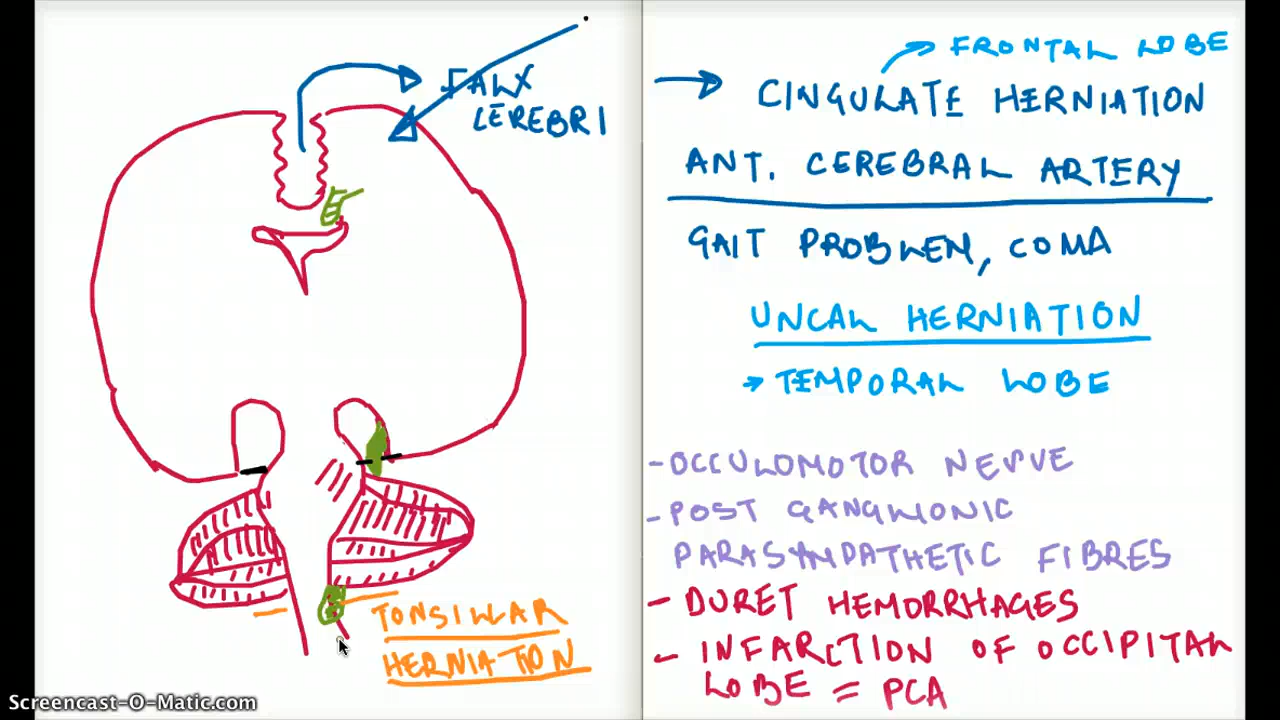 FALX
CEREBRI
TONSILLAR
HERNIATION
Screencast-O-Matic.com
FRONTAL LOBE
CINGULATE HERNIATION
ANT. CEREBRAL ARTERY
GAIT PROBLEM, COMA
UNCAL HERNIATION
TEMPORAL LOBE
- OCCULOMOTOR NERVE
- POST GANGLIONIC
PARASYMPATHETIC FIBRES
- DURET HEMORRHAGES
- INFARCTION OF OCCIPITAL
LOBE = PCA